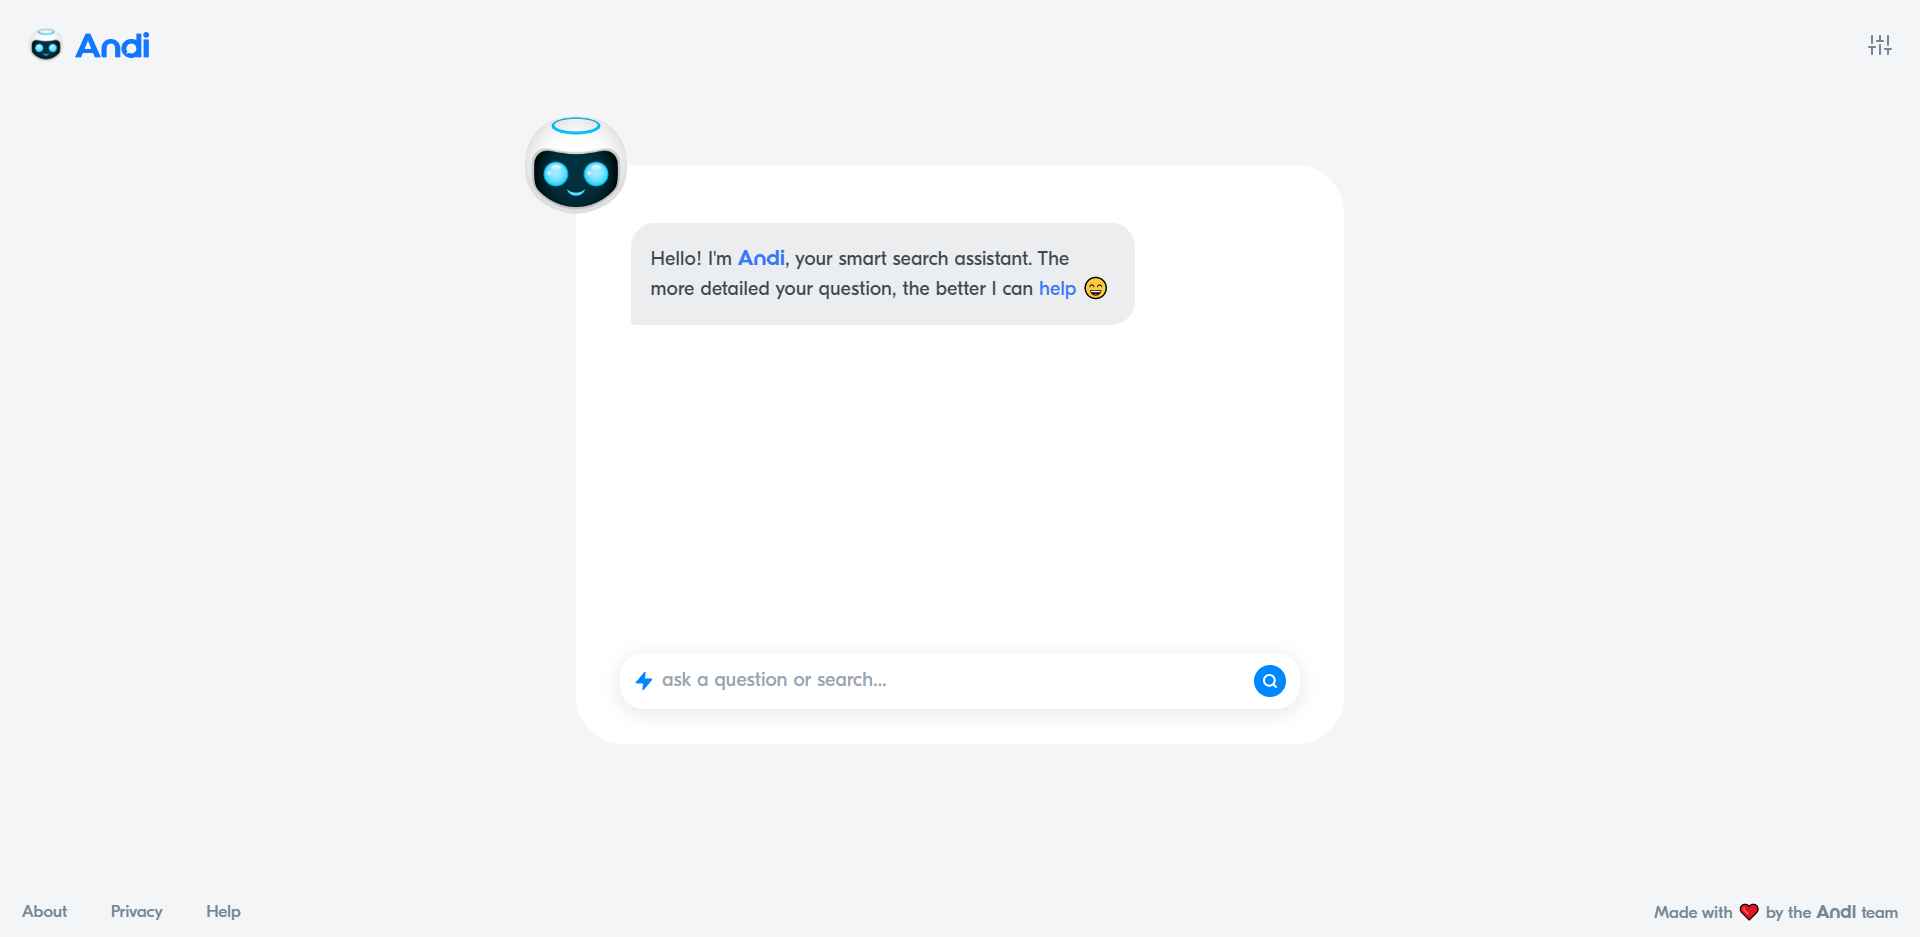 Andi
Hello! I'm Andi, your smart search assistant. The
more detailed your question, the better I can help 😄
ask a question or search...
About Privacy Help
Made with ❤️ by the Andi team